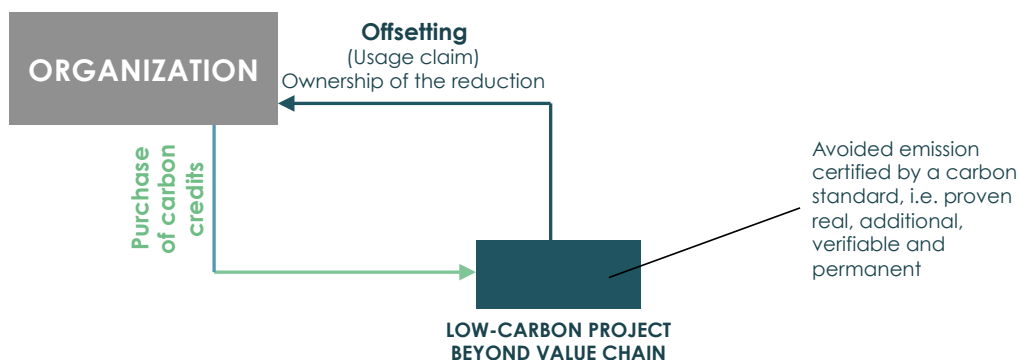 Offsetting
(Usage claim)
Ownership of the reduction
ORGANIZATION
Purchase
of carbon
credits
Avoided emission
certified by a carbon
standard, i.e. proven
real, additional,
verifiable and
permanent
LOW-CARBON PROJECT
BEYOND VALUE CHAIN